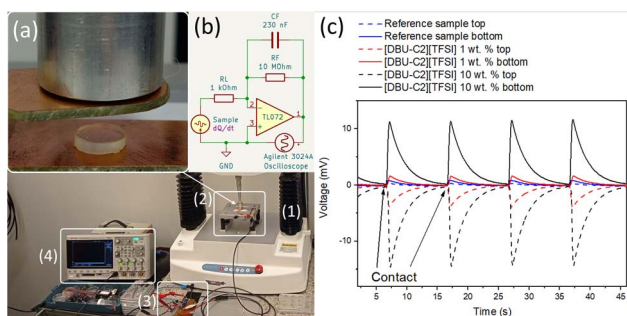 (a)
(b)
CF
230 nF
RF
10 MOhm
RL
1 kOhm
2
3
1
TL072
Sample
dQ/dt
GND
Agilent 3024A
Oscilloscope
(1)
(2)
(3)
(4)
(c)
Reference sample top
Reference sample bottom
[DBU-C2][TFSI] 1 wt. % top
[DBU-C2][TFSI] 1 wt. % bottom
[DBU-C2][TFSI] 10 wt. % top
[DBU-C2][TFSI] 10 wt. % bottom
Voltage (mV)
10
0
-10
Contact
5 10 15 20 25 30 35 40 45
Time (s)